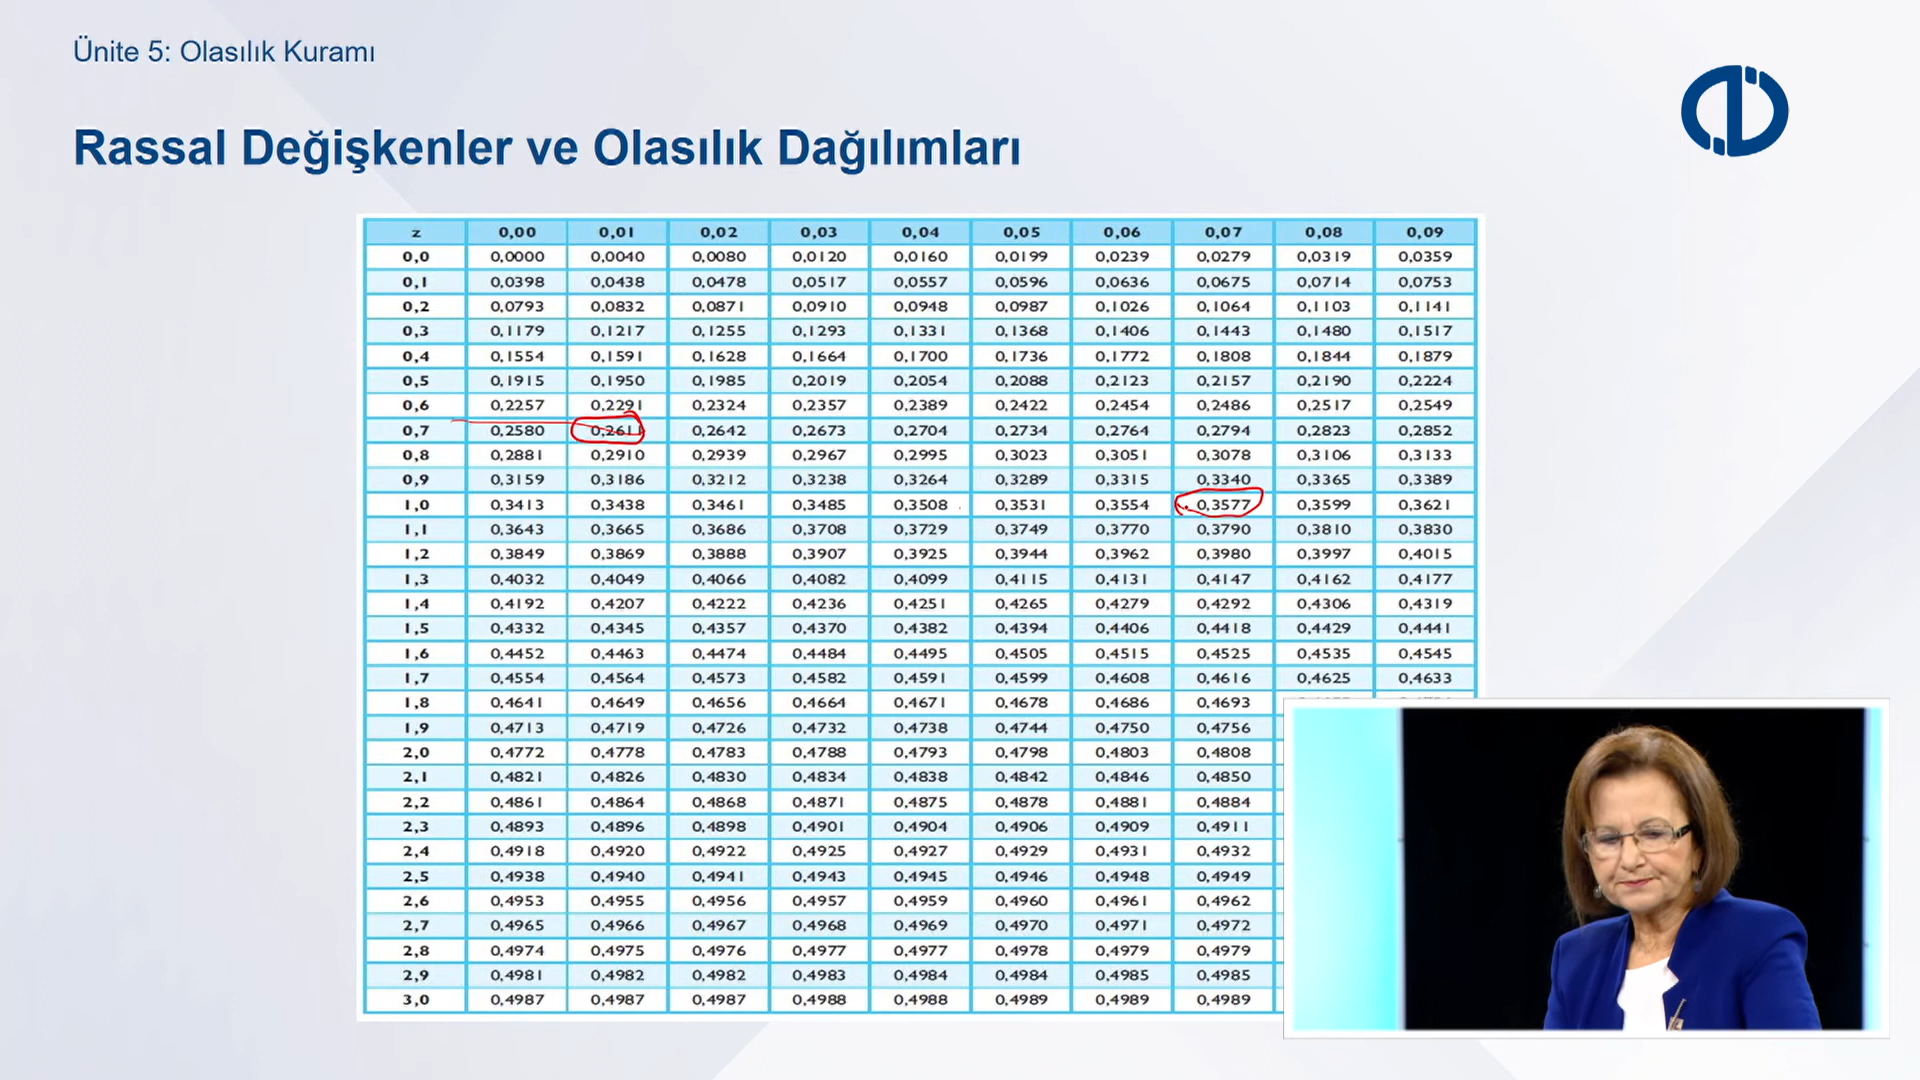 Ünite 5: Olasılık Kuramı
Rassal Değişkenler ve Olasılık Dağılımları
z 0,00 0,01 0,02 0,03 0,04 0,05 0,06 0,07 0,08 0,09
0,0 0,0000 0,0040 0,0080 0,0120 0,0160 0,0199 0,0239 0,0279 0,0319 0,0359
0,1 0,0398 0,0438 0,0478 0,0517 0,0557 0,0596 0,0636 0,0675 0,0714 0,0753
0,2 0,0793 0,0832 0,0871 0,0910 0,0948 0,0987 0,1026 0,1064 0,1103 0,1141
0,3 0,1179 0,1217 0,1255 0,1293 0,1331 0,1368 0,1406 0,1443 0,1480 0,1517
0,4 0,1554 0,1591 0,1628 0,1664 0,1700 0,1736 0,1772 0,1808 0,1844 0,1879
0,5 0,1915 0,1950 0,1985 0,2019 0,2054 0,2088 0,2123 0,2157 0,2190 0,2224
0,6 0,2257 0,2291 0,2324 0,2357 0,2389 0,2422 0,2454 0,2486 0,2517 0,2549
0,7 0,2580 0,2611 0,2642 0,2673 0,2704 0,2734 0,2764 0,2794 0,2823 0,2852
0,8 0,2881 0,2910 0,2939 0,2967 0,2995 0,3023 0,3051 0,3078 0,3106 0,3133
0,9 0,3159 0,3186 0,3212 0,3238 0,3264 0,3289 0,3315 0,3340 0,3365 0,3389
1,0 0,3413 0,3438 0,3461 0,3485 0,3508 0,3531 0,3554 0,3577 0,3599 0,3621
1,1 0,3643 0,3665 0,3686 0,3708 0,3729 0,3749 0,3770 0,3790 0,3810 0,3830
1,2 0,3849 0,3869 0,3888 0,3907 0,3925 0,3944 0,3962 0,3980 0,3997 0,4015
1,3 0,4032 0,4049 0,4066 0,4082 0,4099 0,4115 0,4131 0,4147 0,4162 0,4177
1,4 0,4192 0,4207 0,4222 0,4236 0,4251 0,4265 0,4279 0,4292 0,4306 0,4319
1,5 0,4332 0,4345 0,4357 0,4370 0,4382 0,4394 0,4406 0,4418 0,4429 0,4441
1,6 0,4452 0,4463 0,4474 0,4484 0,4495 0,4505 0,4515 0,4525 0,4535 0,4545
1,7 0,4554 0,4564 0,4573 0,4582 0,4591 0,4599 0,4608 0,4616 0,4625 0,4633
1,8 0,4641 0,4649 0,4656 0,4664 0,4671 0,4678 0,4686 0,4693
1,9 0,4713 0,4719 0,4726 0,4732 0,4738 0,4744 0,4750 0,4756
2,0 0,4772 0,4778 0,4783 0,4788 0,4793 0,4798 0,4803 0,4808
2,1 0,4821 0,4826 0,4830 0,4834 0,4838 0,4842 0,4846 0,4850
2,2 0,4861 0,4864 0,4868 0,4871 0,4875 0,4878 0,4881 0,4884
2,3 0,4893 0,4896 0,4898 0,4901 0,4904 0,4906 0,4909 0,4911
2,4 0,4918 0,4920 0,4922 0,4925 0,4927 0,4929 0,4931 0,4932
2,5 0,4938 0,4940 0,4941 0,4943 0,4945 0,4946 0,4948 0,4949
2,6 0,4953 0,4955 0,4956 0,4957 0,4959 0,4960 0,4961 0,4962
2,7 0,4965 0,4966 0,4967 0,4968 0,4969 0,4970 0,4971 0,4972
2,8 0,4974 0,4975 0,4976 0,4977 0,4977 0,4978 0,4979 0,4979
2,9 0,4981 0,4982 0,4982 0,4983 0,4984 0,4984 0,4985 0,4985
3,0 0,4987 0,4987 0,4987 0,4988 0,4988 0,4989 0,4989 0,4989